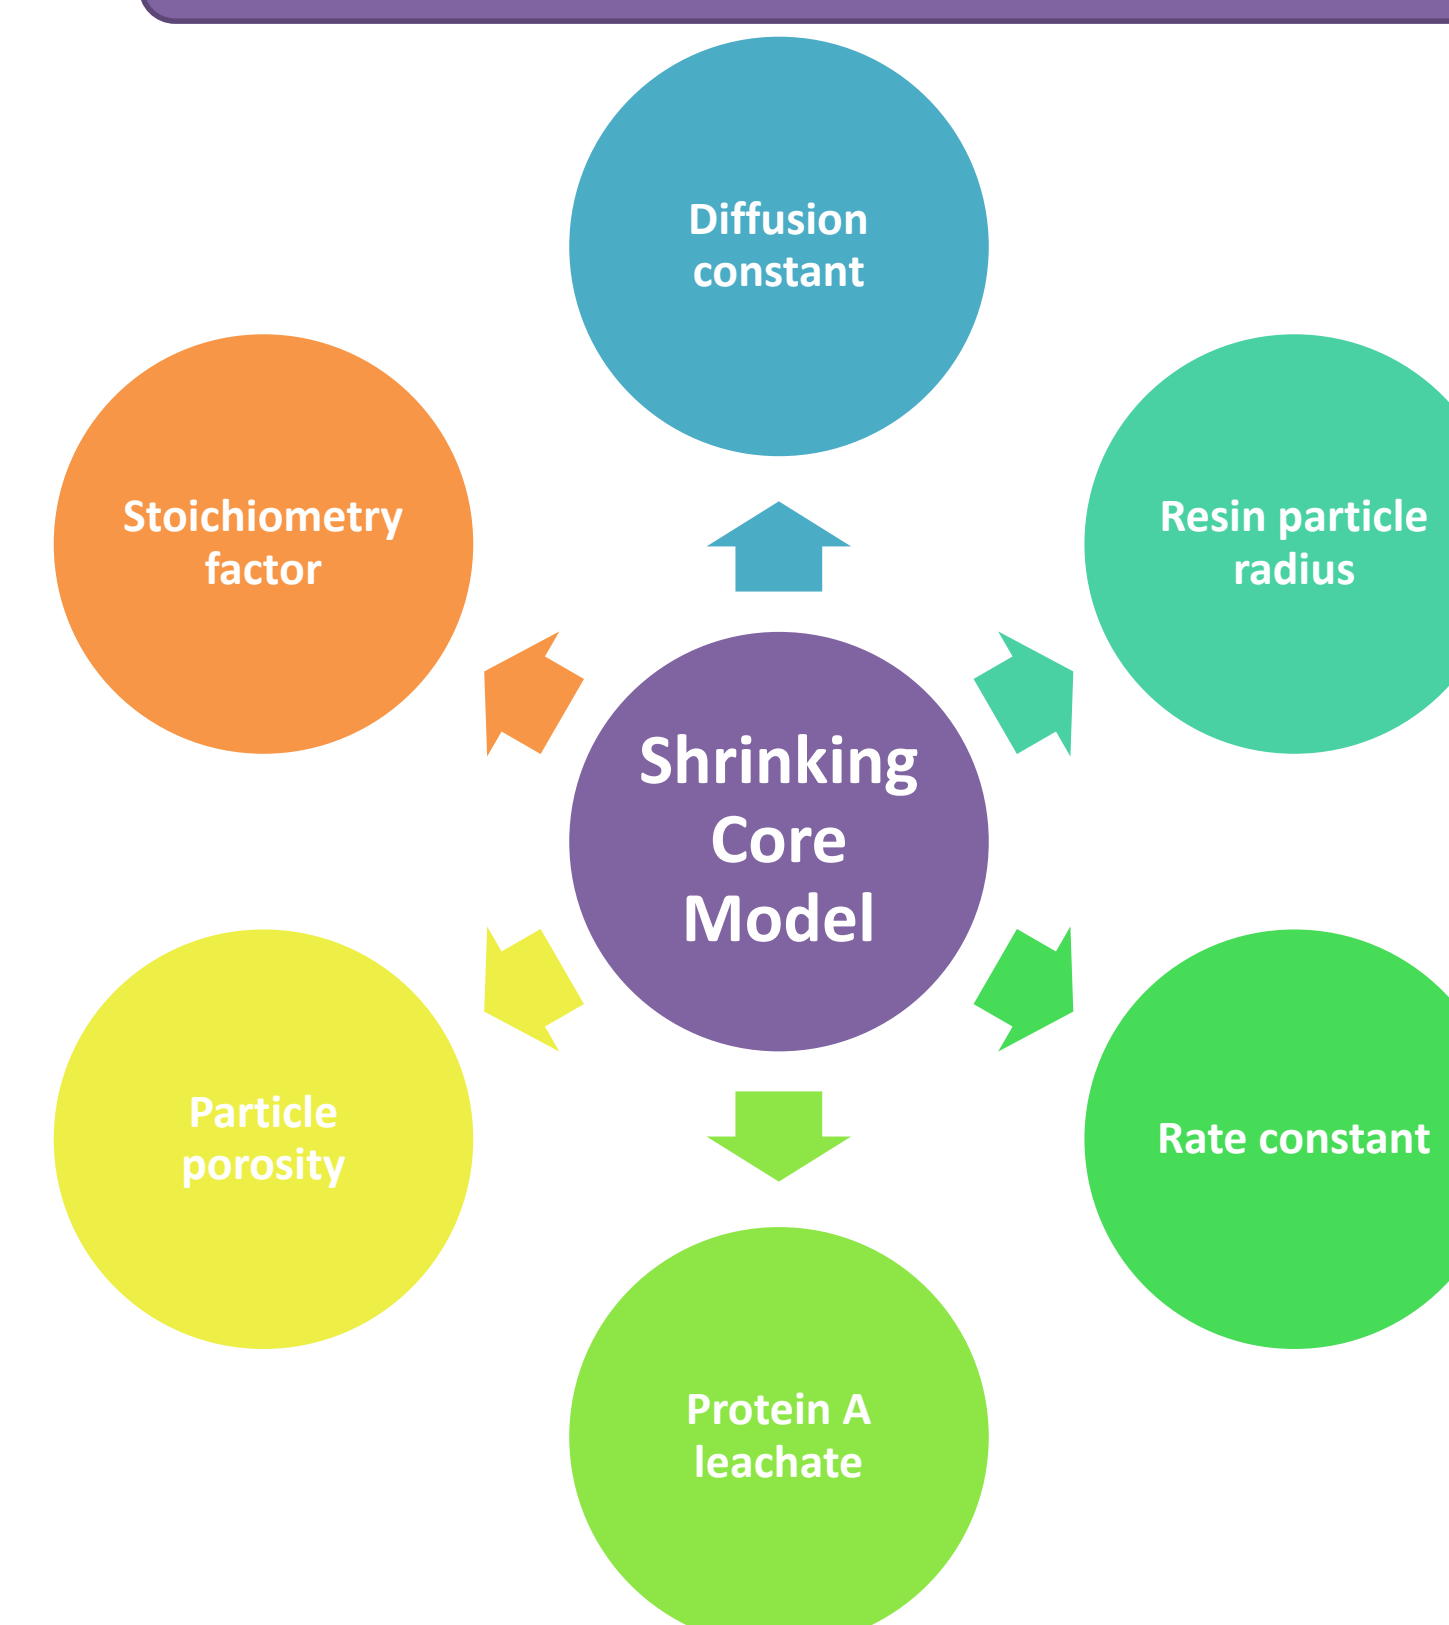 Diffusion
constant
Stoichiometry
factor
Resin particle
radius
Shrinking
Core
Model
Particle
porosity
Rate constant
Protein A
leachate